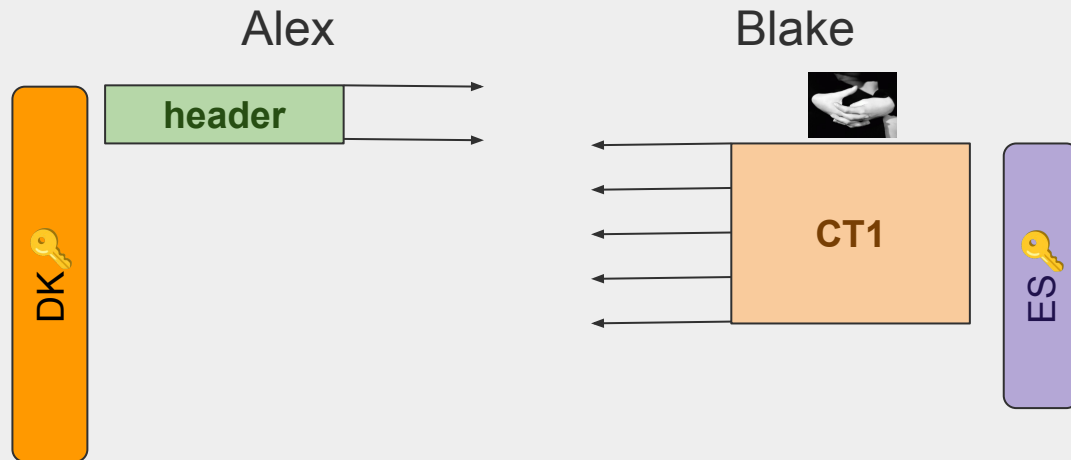 Alex
Blake
header
DK
CT1
ES